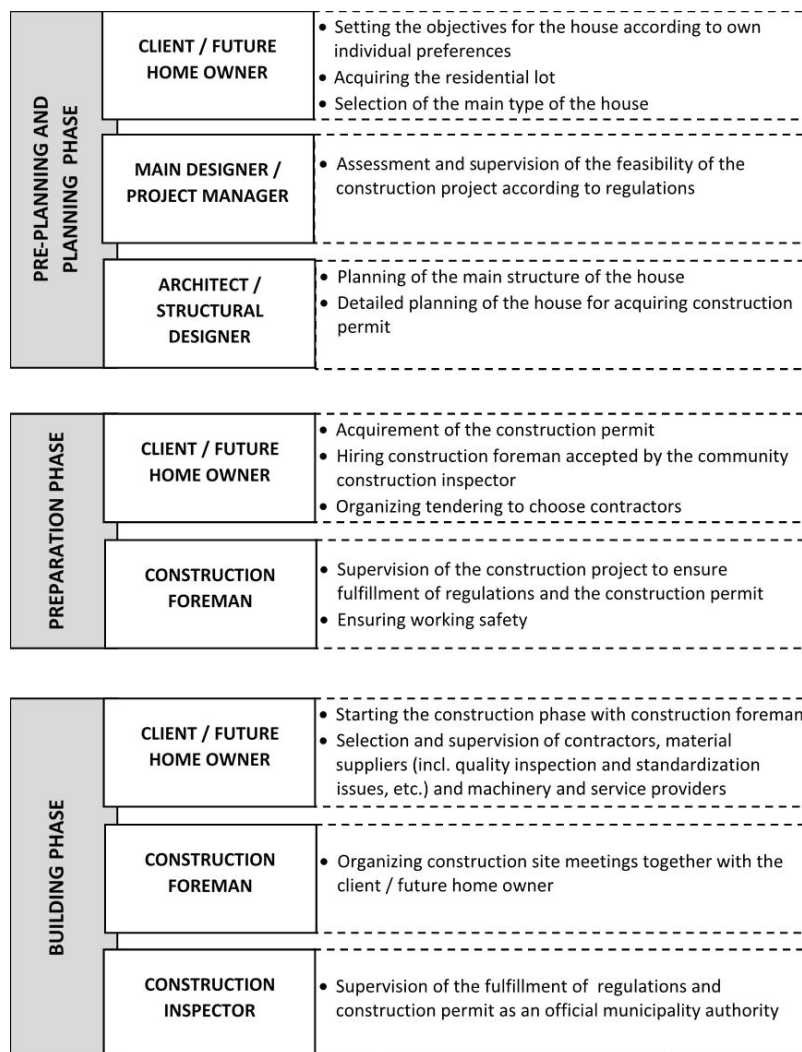 PRE-PLANNING AND
PLANNING PHASE
CLIENT / FUTURE
HOME OWNER
• Setting the objectives for the house according to own
individual preferences
• Acquiring the residential lot
• Selection of the main type of the house
MAIN DESIGNER /
PROJECT MANAGER
• Assessment and supervision of the feasibility of the
construction project according to regulations
ARCHITECT /
STRUCTURAL
DESIGNER
• Planning of the main structure of the house
• Detailed planning of the house for acquiring construction
permit
PREPARATION PHASE
CLIENT / FUTURE
HOME OWNER
• Acquirement of the construction permit
• Hiring construction foreman accepted by the community
construction inspector
• Organizing tendering to choose contractors
CONSTRUCTION
FOREMAN
• Supervision of the construction project to ensure
fulfillment of regulations and the construction permit
• Ensuring working safety
BUILDING PHASE
CLIENT / FUTURE
HOME OWNER
• Starting the construction phase with construction foreman
• Selection and supervision of contractors, material
suppliers (incl. quality inspection and standardization
issues, etc.) and machinery and service providers
CONSTRUCTION
FOREMAN
• Organizing construction site meetings together with the
client / future home owner
CONSTRUCTION
INSPECTOR
• Supervision of the fulfillment of regulations and
construction permit as an official municipality authority